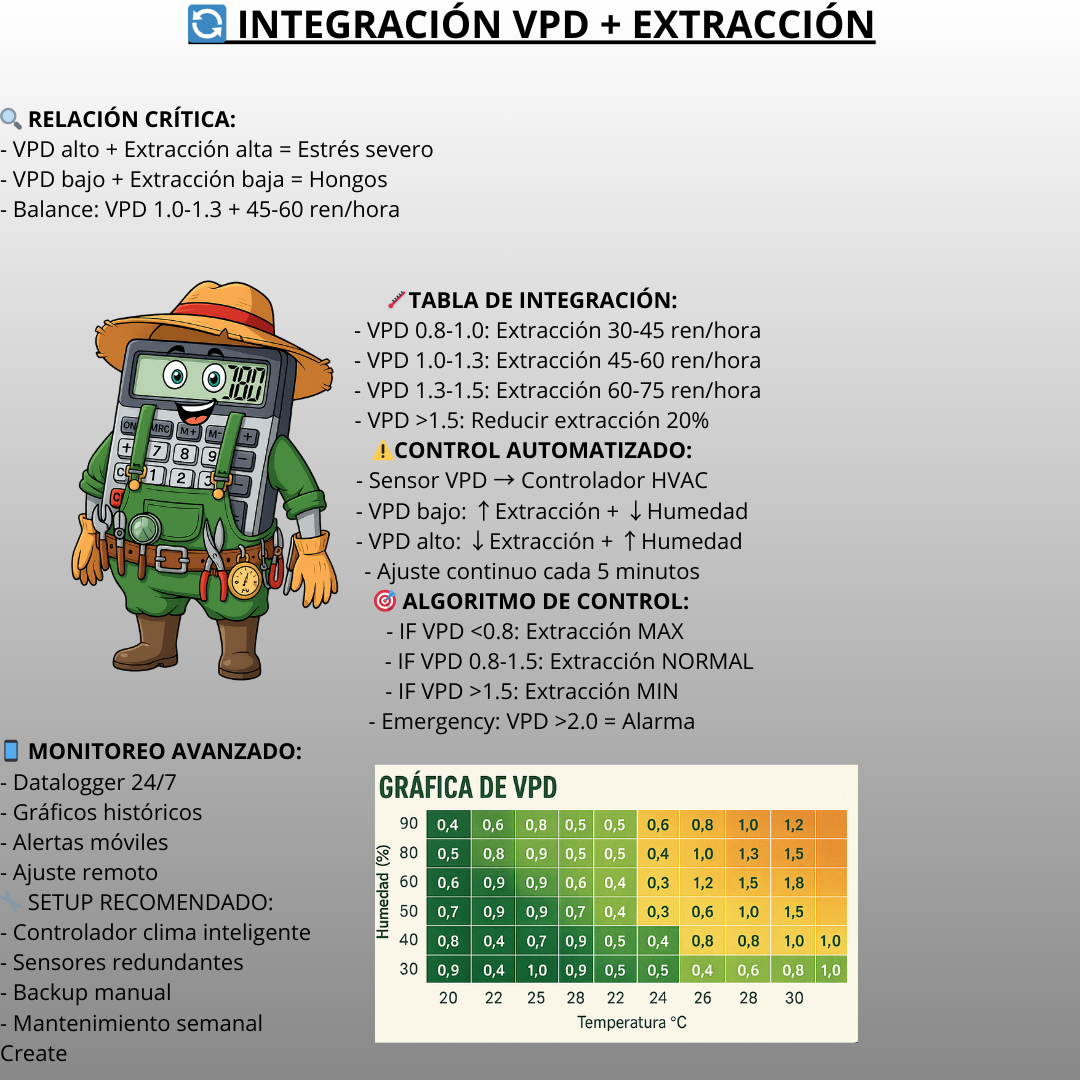 INTEGRACIÓN VPD + EXTRACCIÓN
RELACIÓN CRÍTICA:
- VPD alto + Extracción alta = Estrés severo
- VPD bajo + Extracción baja = Hongos
- Balance: VPD 1.0-1.3 + 45-60 ren/hora
TABLA DE INTEGRACIÓN:
- VPD 0.8-1.0: Extracción 30-45 ren/hora
- VPD 1.0-1.3: Extracción 45-60 ren/hora
- VPD 1.3-1.5: Extracción 60-75 ren/hora
- VPD >1.5: Reducir extracción 20%
CONTROL AUTOMATIZADO:
- Sensor VPD → Controlador HVAC
- VPD bajo: ↑Extracción + ↓Humedad
- VPD alto: ↓Extracción + ↑Humedad
- Ajuste continuo cada 5 minutos
ALGORITMO DE CONTROL:
- IF VPD <0.8: Extracción MAX
- IF VPD 0.8-1.5: Extracción NORMAL
- IF VPD >1.5: Extracción MIN
- Emergency: VPD >2.0 = Alarma
ON MRC M+ M- +
+ 7 8 9 -
C 1 2 3
C
MONITOREO AVANZADO:
- Datalogger 24/7
- Gráficos históricos
- Alertas móviles
- Ajuste remoto
SETUP RECOMENDADO:
- Controlador clima inteligente
- Sensores redundantes
- Backup manual
- Mantenimiento semanal
Create
GRÁFICA DE VPD
Humedad (%)
90 0,4 0,6 0,8 0,5 0,5 0,6 0,8 1,0 1,2
80 0,5 0,8 0,9 0,5 0,5 0,4 1,0 1,3 1,5
60 0,6 0,9 0,9 0,6 0,4 0,3 1,2 1,5 1,8
50 0,7 0,9 0,9 0,7 0,4 0,3 0,6 1,0 1,5
40 0,8 0,4 0,7 0,9 0,5 0,4 0,8 0,8 1,0 1,0
30 0,9 0,4 1,0 0,9 0,5 0,5 0,4 0,6 0,8 1,0
20 22 25 28 22 24 26 28 30
Temperatura °C